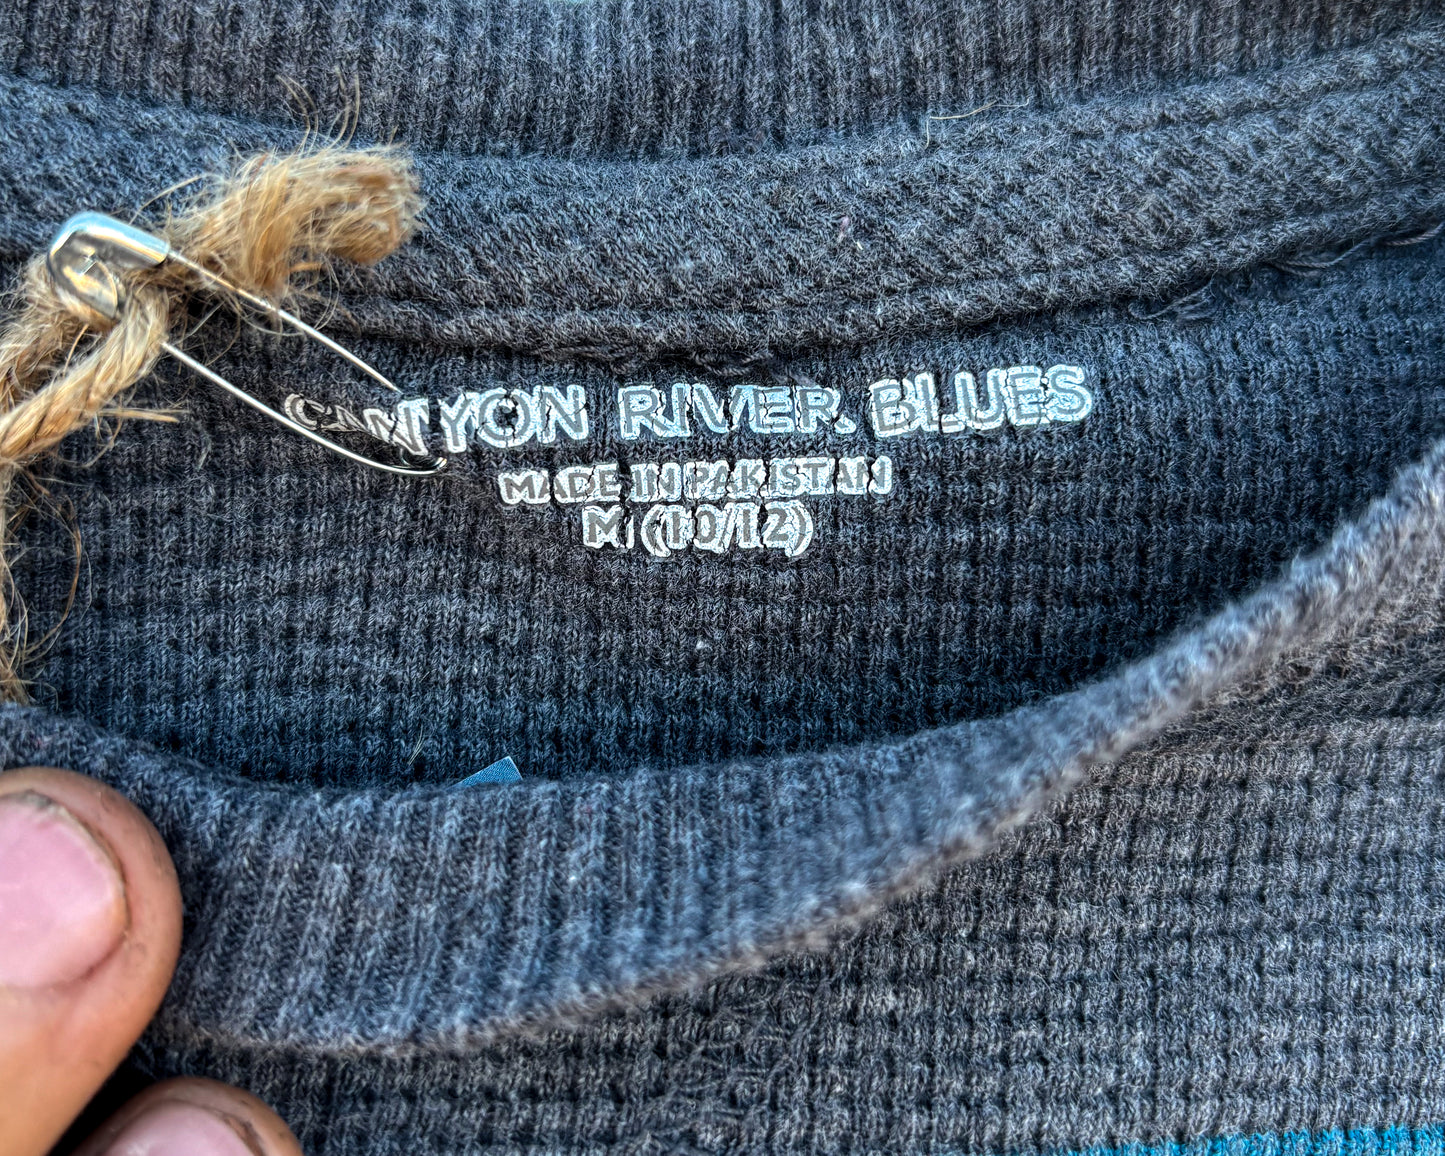 CANYON RIVER BLUES
MADE IN PAKISTAN
M (10/12)